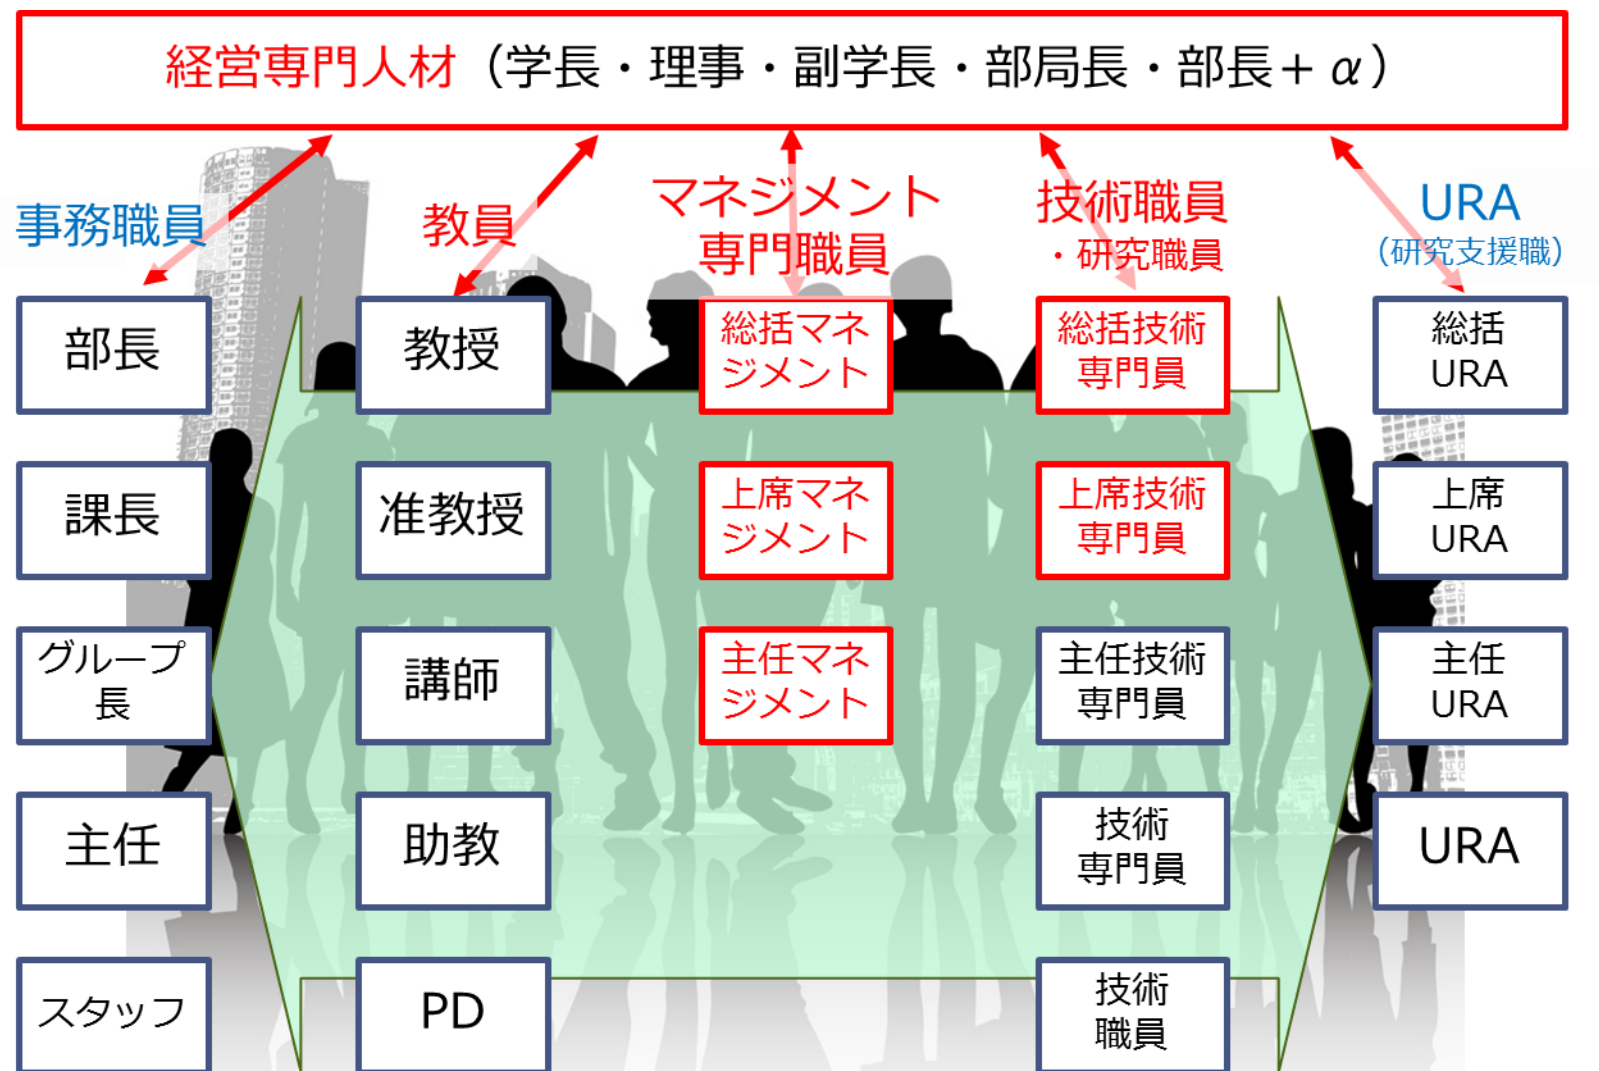 経営専門人材（学長・理事・副学長・部局長・部長＋α）
事務職員
教員
マネジメント
専門職員
技術職員
・研究職員
URA
（研究支援職）
部長
教授
総括マネ
ジメント
総括技術
専門員
総括
URA
課長
准教授
上席マネ
ジメント
上席技術
専門員
上席
URA
グループ
長
講師
主任マネ
ジメント
主任技術
専門員
主任
URA
主任
助教
技術
専門員
URA
スタッフ
PD
技術
職員